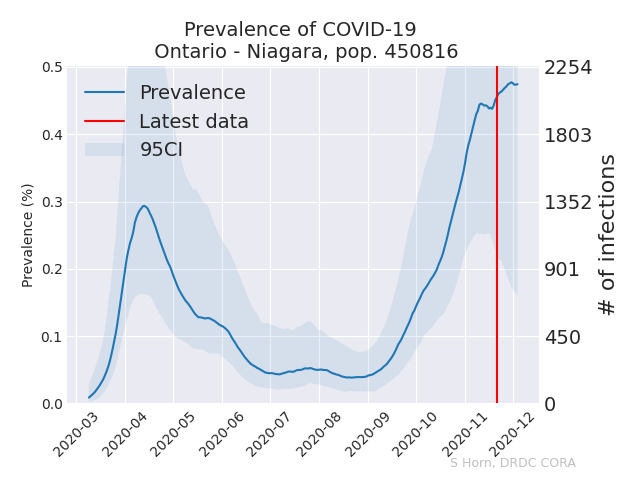 Prevalence of COVID-19
Ontario - Niagara, pop. 450816
Prevalence
Latest data
95CI
Prevalence (%)
0.5
0.4
0.3
0.2
0.1
0.0
2254
1803
1352
901
450
0
# of infections
2020-03
2020-04
2020-05
2020-06
2020-07
2020-08
2020-09
2020-10
2020-11
2020-12
S Horn, DRDC CORA